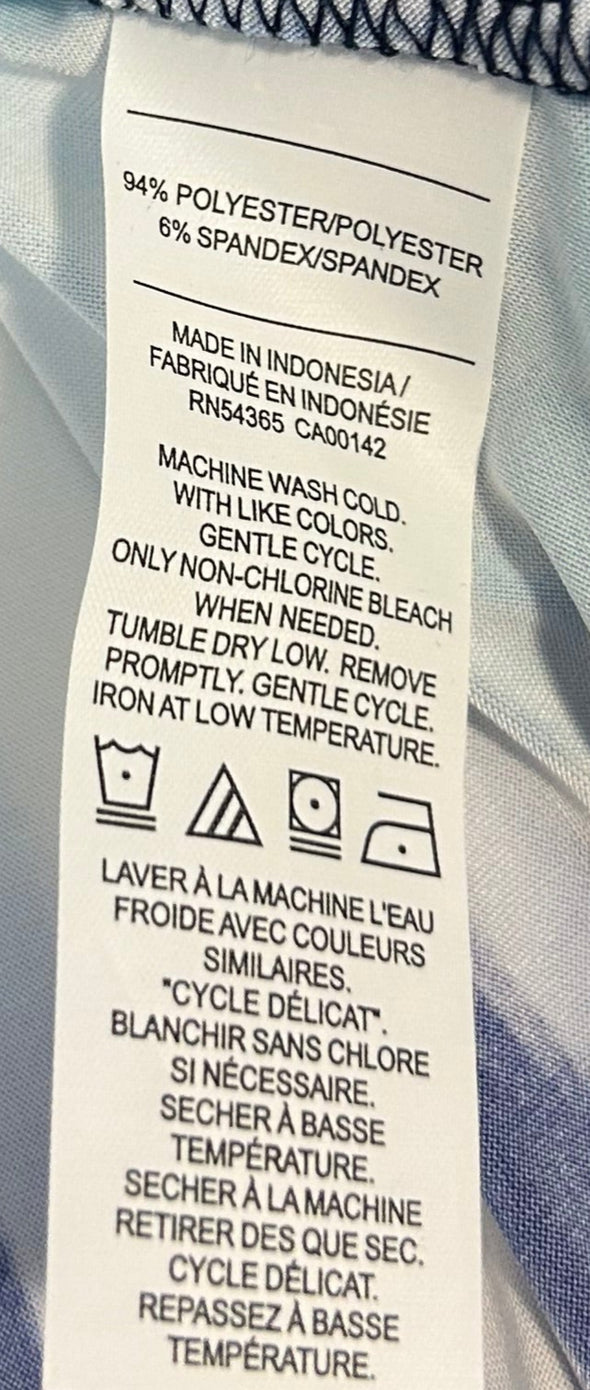 94% POLYESTER/POLYESTER
6% SPANDEX/SPANDEX
MADE IN INDONESIA/
FABRIQUÉ EN INDONÉSIE
RN54365 CA00142
MACHINE WASH COLD.
WITH LIKE COLORS.
GENTLE CYCLE.
ONLY NON-CHLORINE BLEACH
WHEN NEEDED.
TUMBLE DRY LOW. REMOVE
PROMPTLY. GENTLE CYCLE.
IRON AT LOW TEMPERATURE.
LAVER À LA MACHINE L'EAU
FROIDE AVEC COULEURS
SIMILAIRES.
"CYCLE DÉLICAT".
BLANCHIR SANS CHLORE
SI NÉCESSAIRE.
SECHER À BASSE
TEMPÉRATURE.
SECHER À LA MACHINE
RETIRER DES QUE SEC.
CYCLE DÉLICAT.
REPASSEZ À BASSE
TEMPÉRATURE.